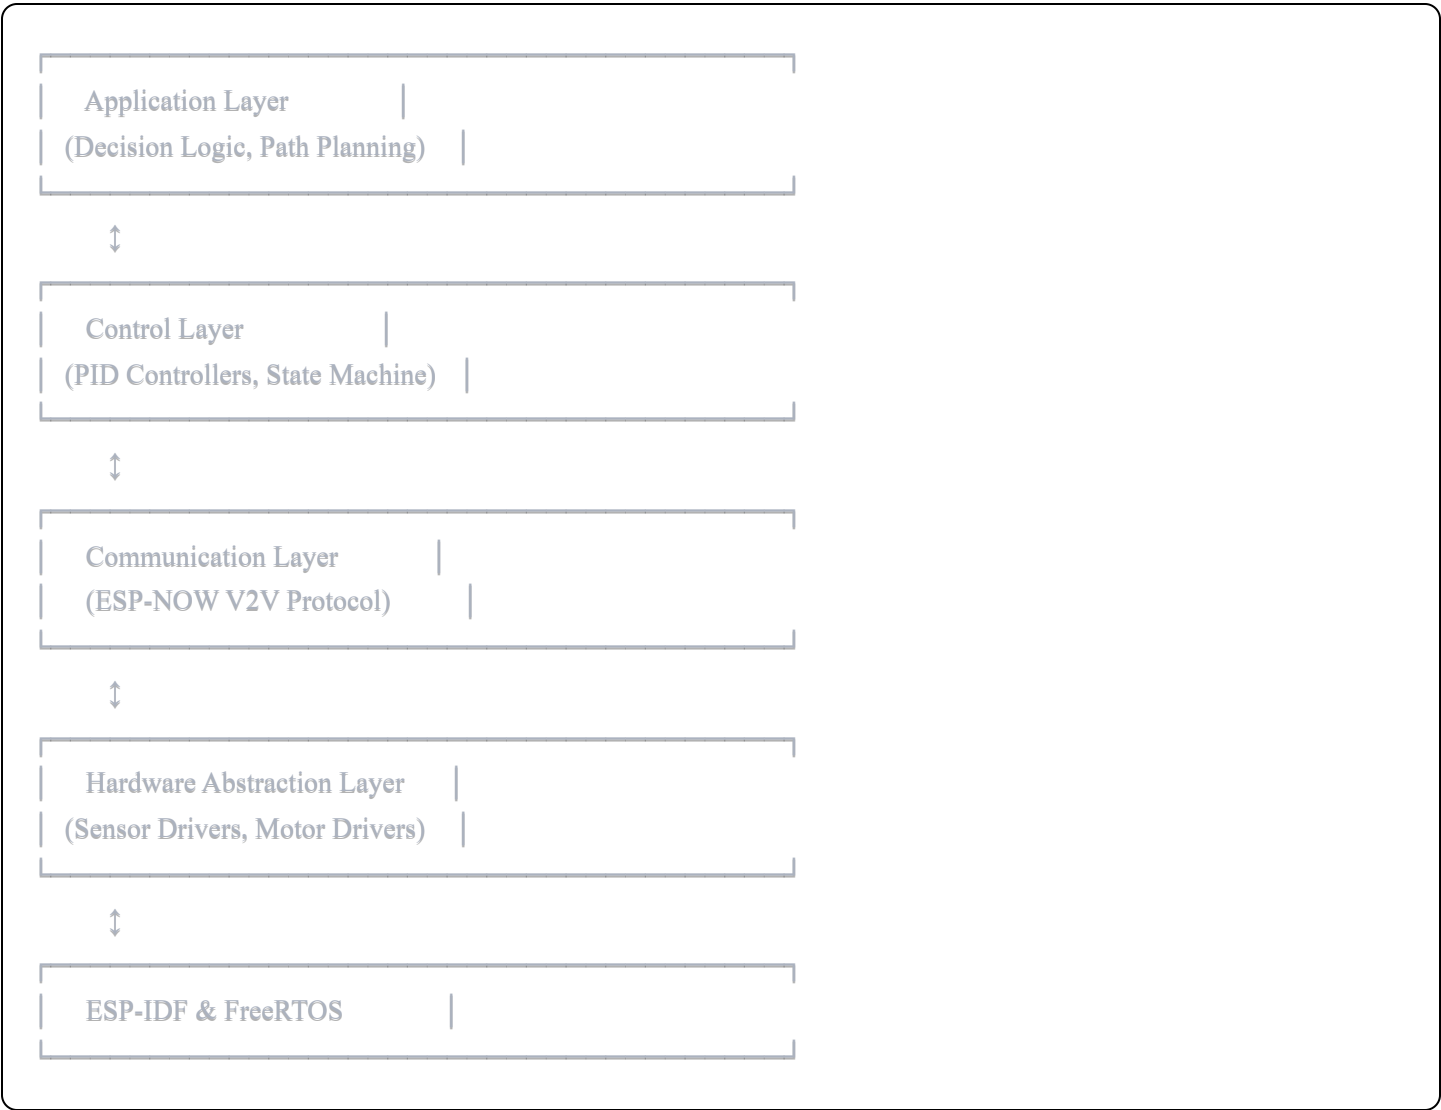 Application Layer
(Decision Logic, Path Planning)
↕
Control Layer
(PID Controllers, State Machine)
↕
Communication Layer
(ESP-NOW V2V Protocol)
↕
Hardware Abstraction Layer
(Sensor Drivers, Motor Drivers)
↕
ESP-IDF & FreeRTOS